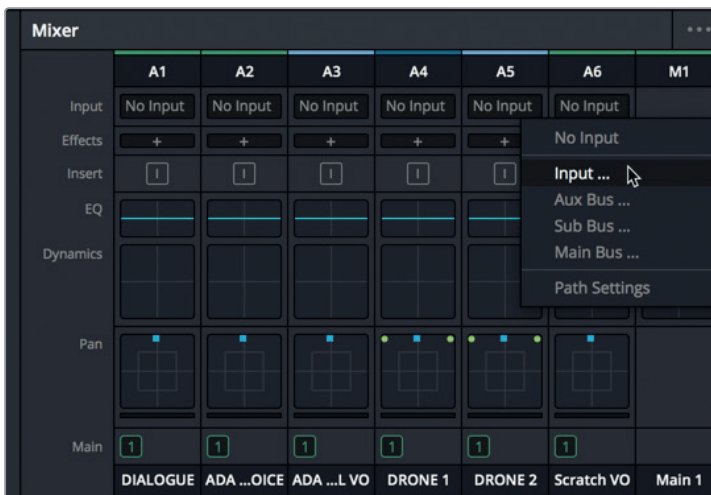 Mixer
A1 A2 A3 A4 A5 A6 M1
Input No Input No Input No Input No Input No Input No Input
Effects + + + + +
Insert I I I I I
No Input
Input ...
Aux Bus ...
Sub Bus ...
Main Bus ...
Path Settings
EQ
Dynamics
Pan
Main 1 1 1 1 1 1
DIALOGUE ADA ...OICE ADA ...L VO DRONE 1 DRONE 2 Scratch VO Main 1